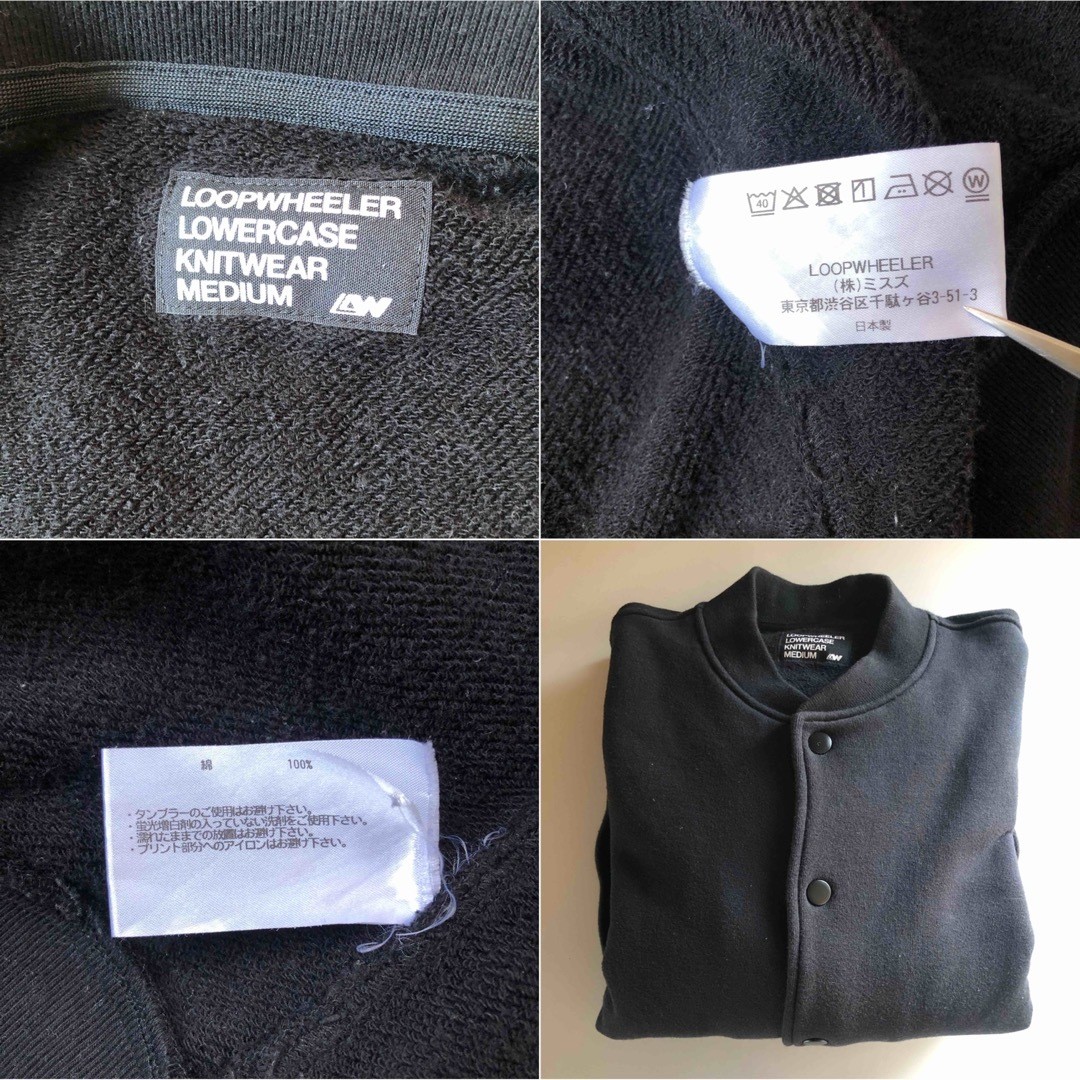 LOOPWHEELER
LOWERCASE
KNITWEAR
MEDIUM LW
40 W
LOOPWHEELER
(株)ミスズ
東京都渋谷区千駄ヶ谷3-51-3
日本製
綿 100%
・タンブラーのご使用はお避け下さい。
・蛍光増白剤の入っていない洗剤をご使用下さい。
・濡れたままでの放置はお避け下さい。
・プリント部分へのアイロンはお避け下さい。
LOOPWHEELER
LOWERCASE
KNITWEAR
MEDIUM LW